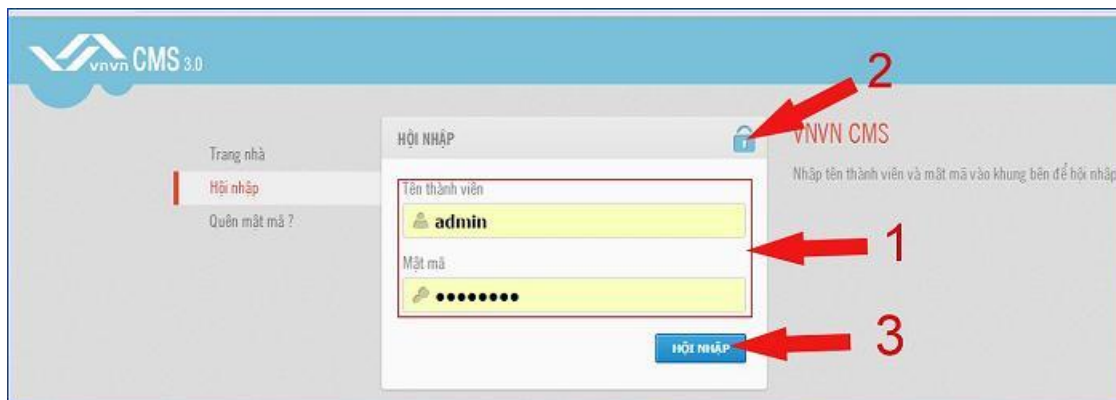 vnvn CMS 3.0
2
HỘI NHẬP
VNVN CMS
Trang nhà
Hội nhập
Quên mật mã ?
Nhập tên thành viên và mật mã vào khung bên để hội nhập
Tên thành viên
admin
1
Mật mã
••••••••
HỘI NHẬP
3